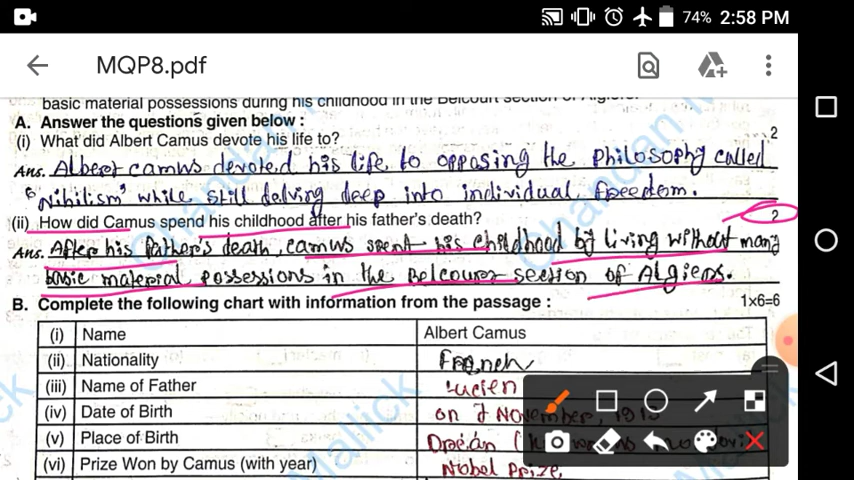 74% 2:58 PM
MQP8.pdf
basic material possessions during his childhood in the Belcourt section of Algiers.
A. Answer the questions given below :
(i) What did Albert Camus devote his life to? 2
Ans. Albert camus devoted his life to opposing the philosophy called
"Nihilism" while still delving deep into individual freedom.
(ii) How did Camus spend his childhood after his father's death? 2
Ans. After his father's death, camus spent his childhood by living without many
basic material possessions in the Belcourt section of Algiers.
B. Complete the following chart with information from the passage : 1x6=6
(i) Name Albert Camus
(ii) Nationality French
(iii) Name of Father Lucien
(iv) Date of Birth on 7 November, 1913
(v) Place of Birth
(vi) Prize Won by Camus (with year) Nobel Prize
Chandan Mallick